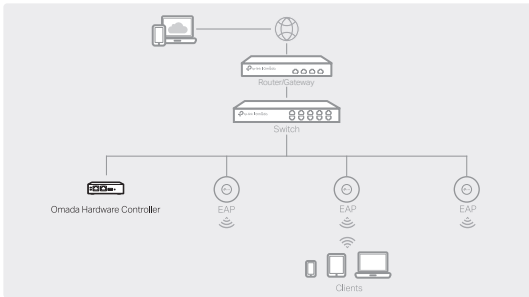 Router/Gateway
Switch
Omada Hardware Controller
EAP
EAP
EAP
Clients